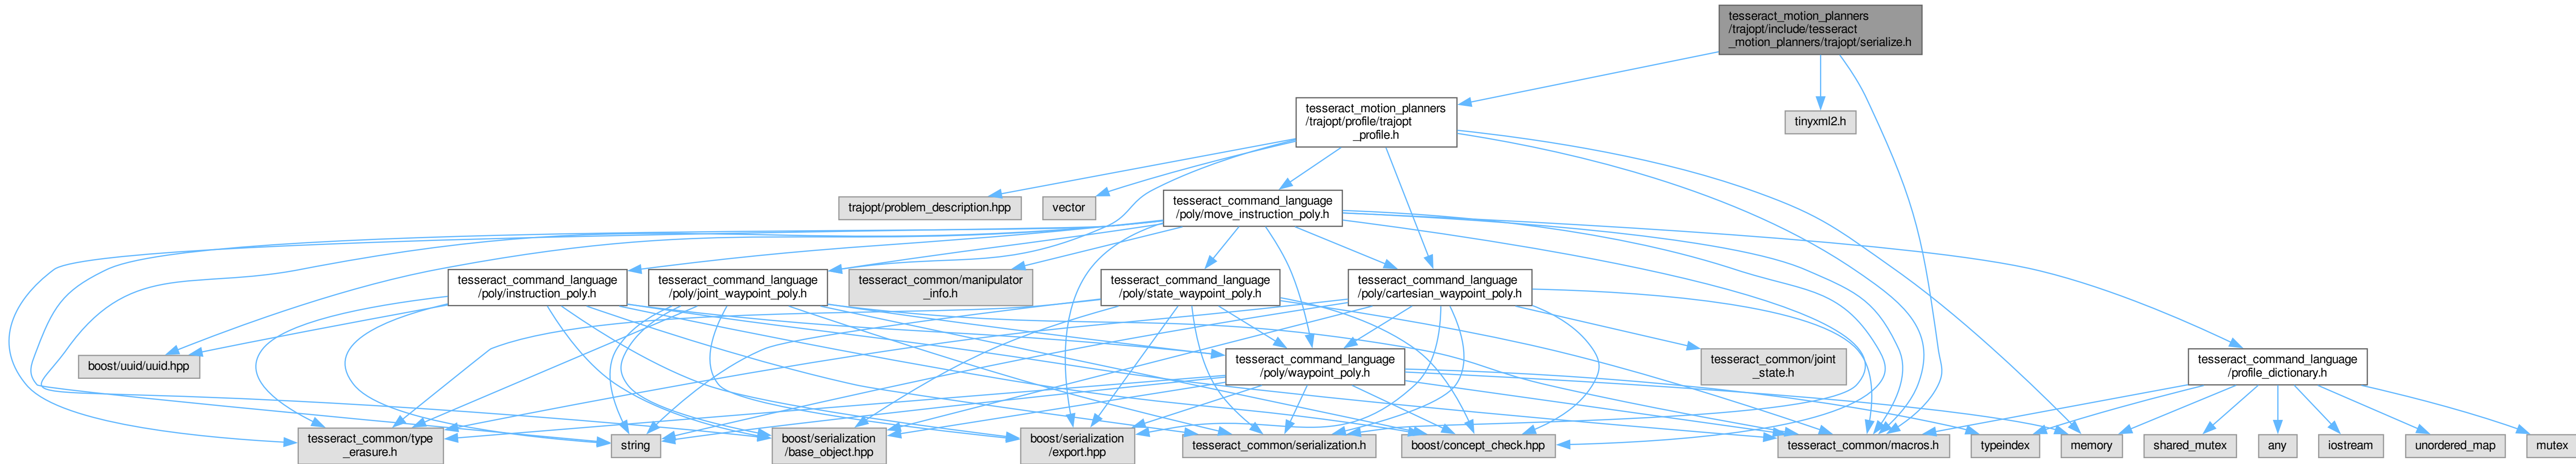 tesseract_motion_planners
/trajopt/include/tesseract
_motion_planners/trajopt/serialize.h
tesseract_motion_planners
/trajopt/profile/trajopt
_profile.h
tinyxml2.h
trajopt/problem_description.hpp
vector
tesseract_command_language
/poly/move_instruction_poly.h
tesseract_command_language
/poly/instruction_poly.h
tesseract_command_language
/poly/joint_waypoint_poly.h
tesseract_common/manipulator
_info.h
tesseract_command_language
/poly/state_waypoint_poly.h
tesseract_command_language
/poly/cartesian_waypoint_poly.h
boost/uuid/uuid.hpp
tesseract_command_language
/poly/waypoint_poly.h
tesseract_common/joint
_state.h
tesseract_command_language
/profile_dictionary.h
tesseract_common/type
_erasure.h
string
boost/serialization
/base_object.hpp
boost/serialization
/export.hpp
tesseract_common/serialization.h
boost/concept_check.hpp
tesseract_common/macros.h
typeindex
memory
shared_mutex
any
iostream
unordered_map
mutex